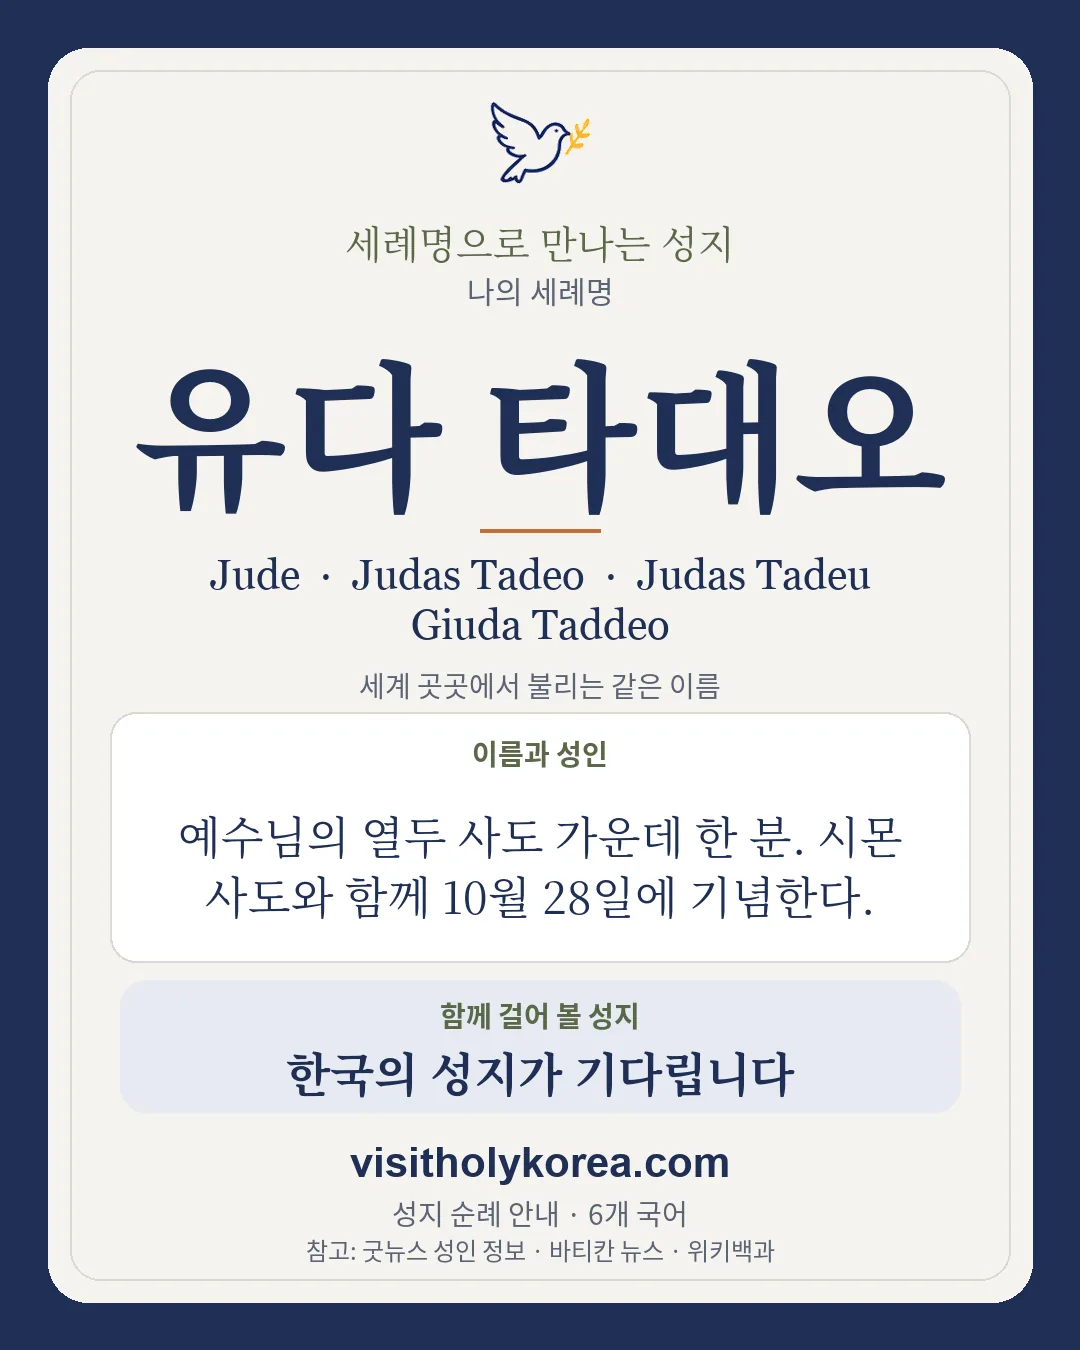 세례명으로 만나는 성지
나의 세례명
유다 타대오
Jude · Judas Tadeo · Judas Tadeu
Giuda Taddeo
세계 곳곳에서 불리는 같은 이름
이름과 성인
예수님의 열두 사도 가운데 한 분. 시몬
사도와 함께 10월 28일에 기념한다.
함께 걸어 볼 성지
한국의 성지가 기다립니다
visitholykorea.com
성지 순례 안내 · 6개 국어
참고: 굿뉴스 성인 정보 · 바티칸 뉴스 · 위키백과